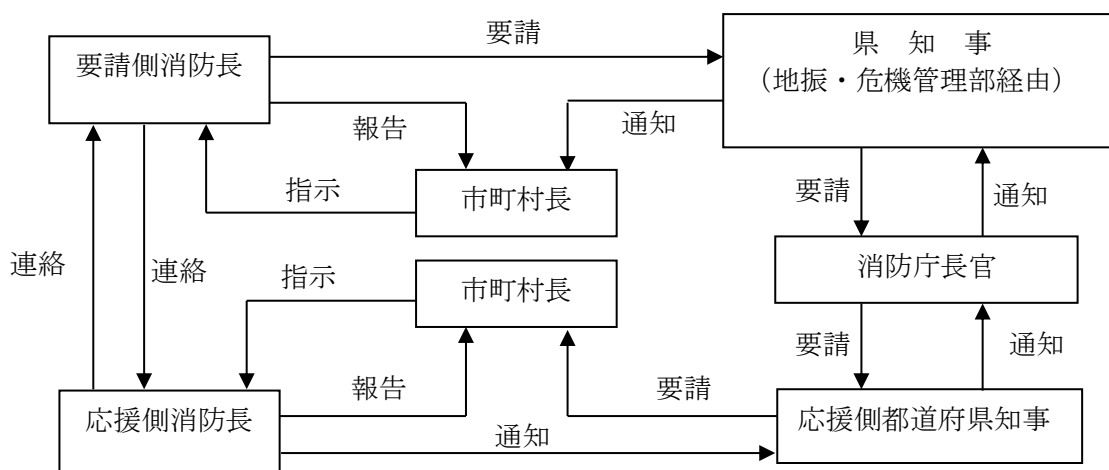 要請
要請側消防長
県　知　事
（地振・危機管理部経由）
報告
通知
指示
市町村長
要請
通知
連絡
連絡
消防庁長官
指示
市町村長
要請
通知
報告
要請
応援側消防長
応援側都道府県知事
通知